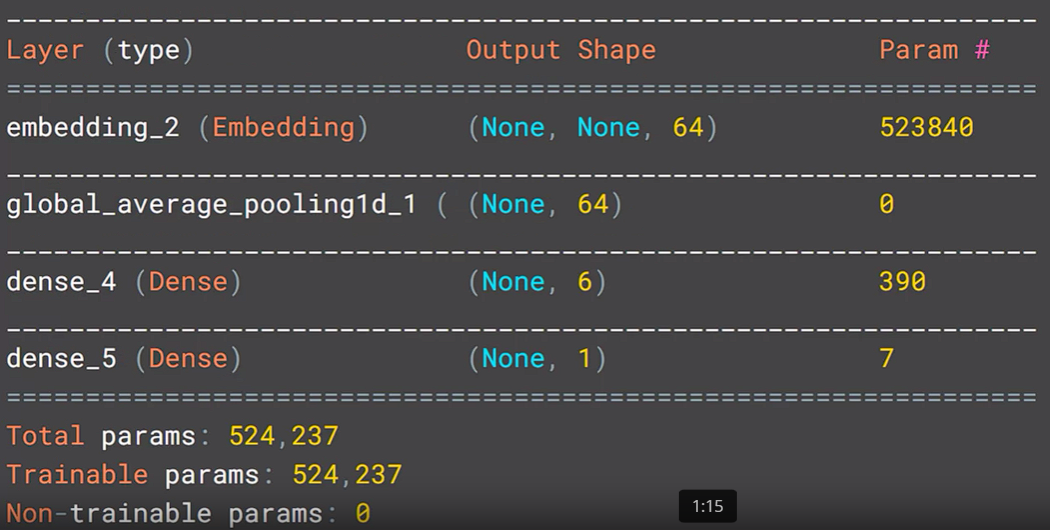 Layer (type) Output Shape Param #
embedding_2 (Embedding) (None, None, 64) 523840
global_average_pooling1d_1 ( (None, 64) 0
dense_4 (Dense) (None, 6) 390
dense_5 (Dense) (None, 1) 7
Total params: 524,237
Trainable params: 524,237
Non-trainable params: 0
1:15